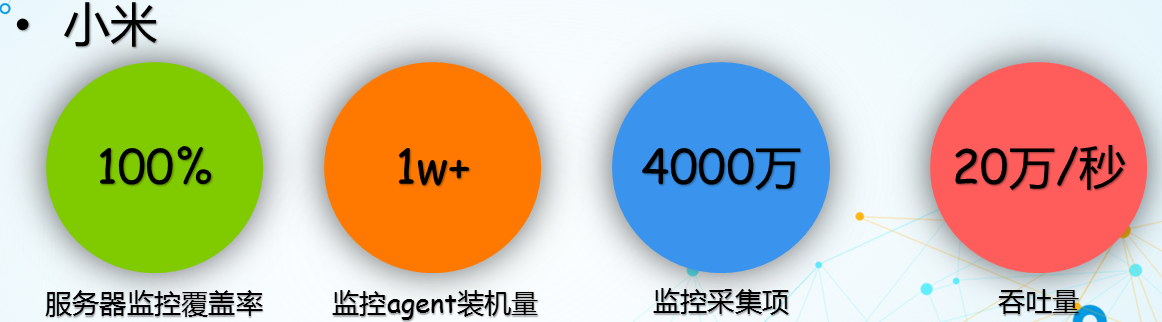 • 小米
100%
1w+
4000万
20万/秒
服务器监控覆盖率
监控agent装机量
监控采集项
吞吐量